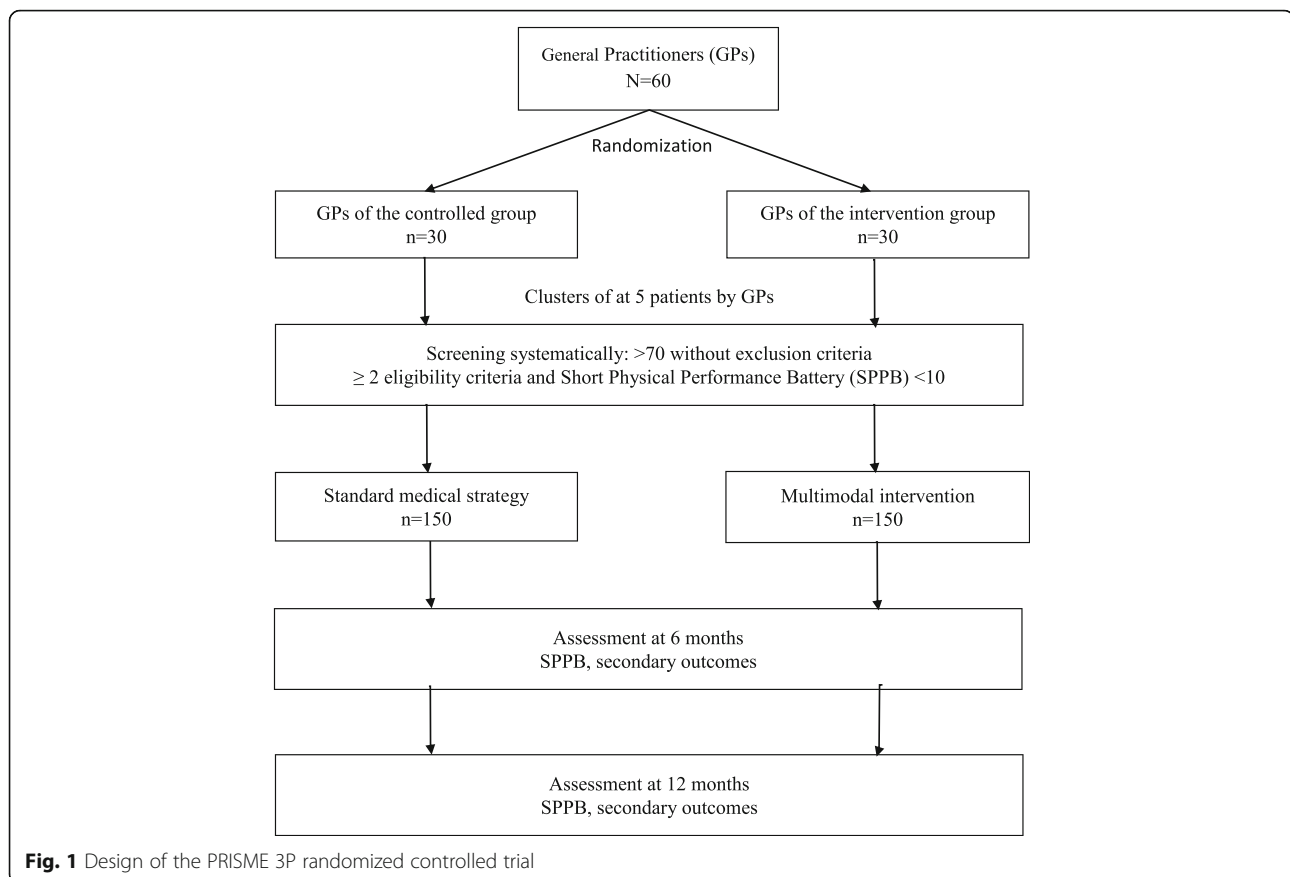 General Practitioners (GPs)
N=60
Randomization
GPs of the controlled group
n=30
GPs of the intervention group
n=30
Clusters of at 5 patients by GPs
Screening systematically: >70 without exclusion criteria
≥ 2 eligibility criteria and Short Physical Performance Battery (SPPB) <10
Standard medical strategy
n=150
Multimodal intervention
n=150
Assessment at 6 months
SPPB, secondary outcomes
Assessment at 12 months
SPPB, secondary outcomes
Fig. 1 Design of the PRISME 3P randomized controlled trial